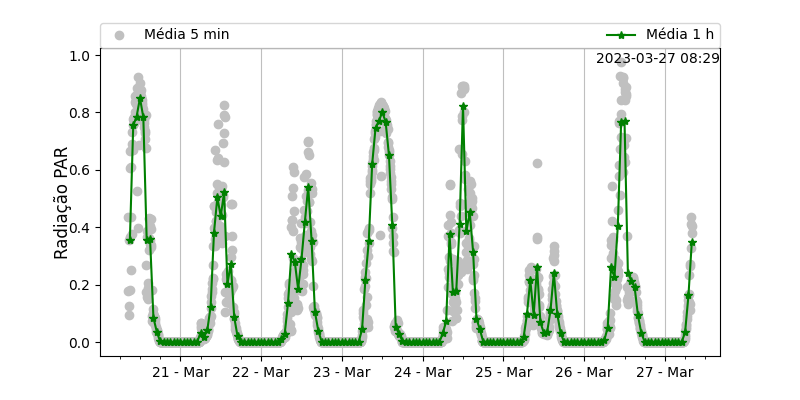 Média 5 min
Média 1 h
2023-03-27 08:29
1.0
0.8
0.6
0.4
0.2
0.0
Radiação PAR
21 - Mar
22 - Mar
23 - Mar
24 - Mar
25 - Mar
26 - Mar
27 - Mar